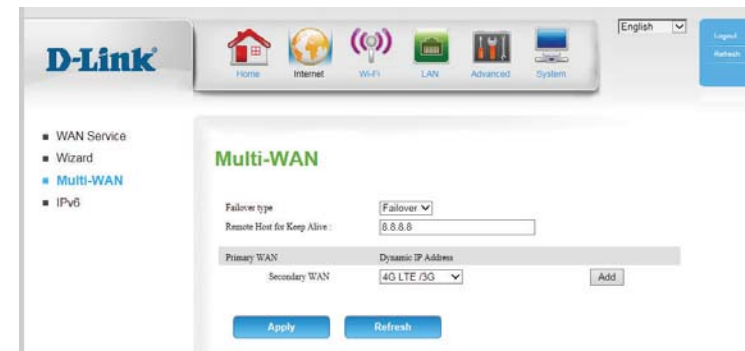 English
Logout
Refresh
D-Link
Home Internet Wi-Fi LAN Advanced System
WAN Service
Wizard
Multi-WAN
IPv6
Multi-WAN
Failover type Failover
Remote Host for Keep Alive : 8.8.8.8
Primary WAN Dynamic IP Address
Secondary WAN 4G LTE /3G Add
Apply Refresh